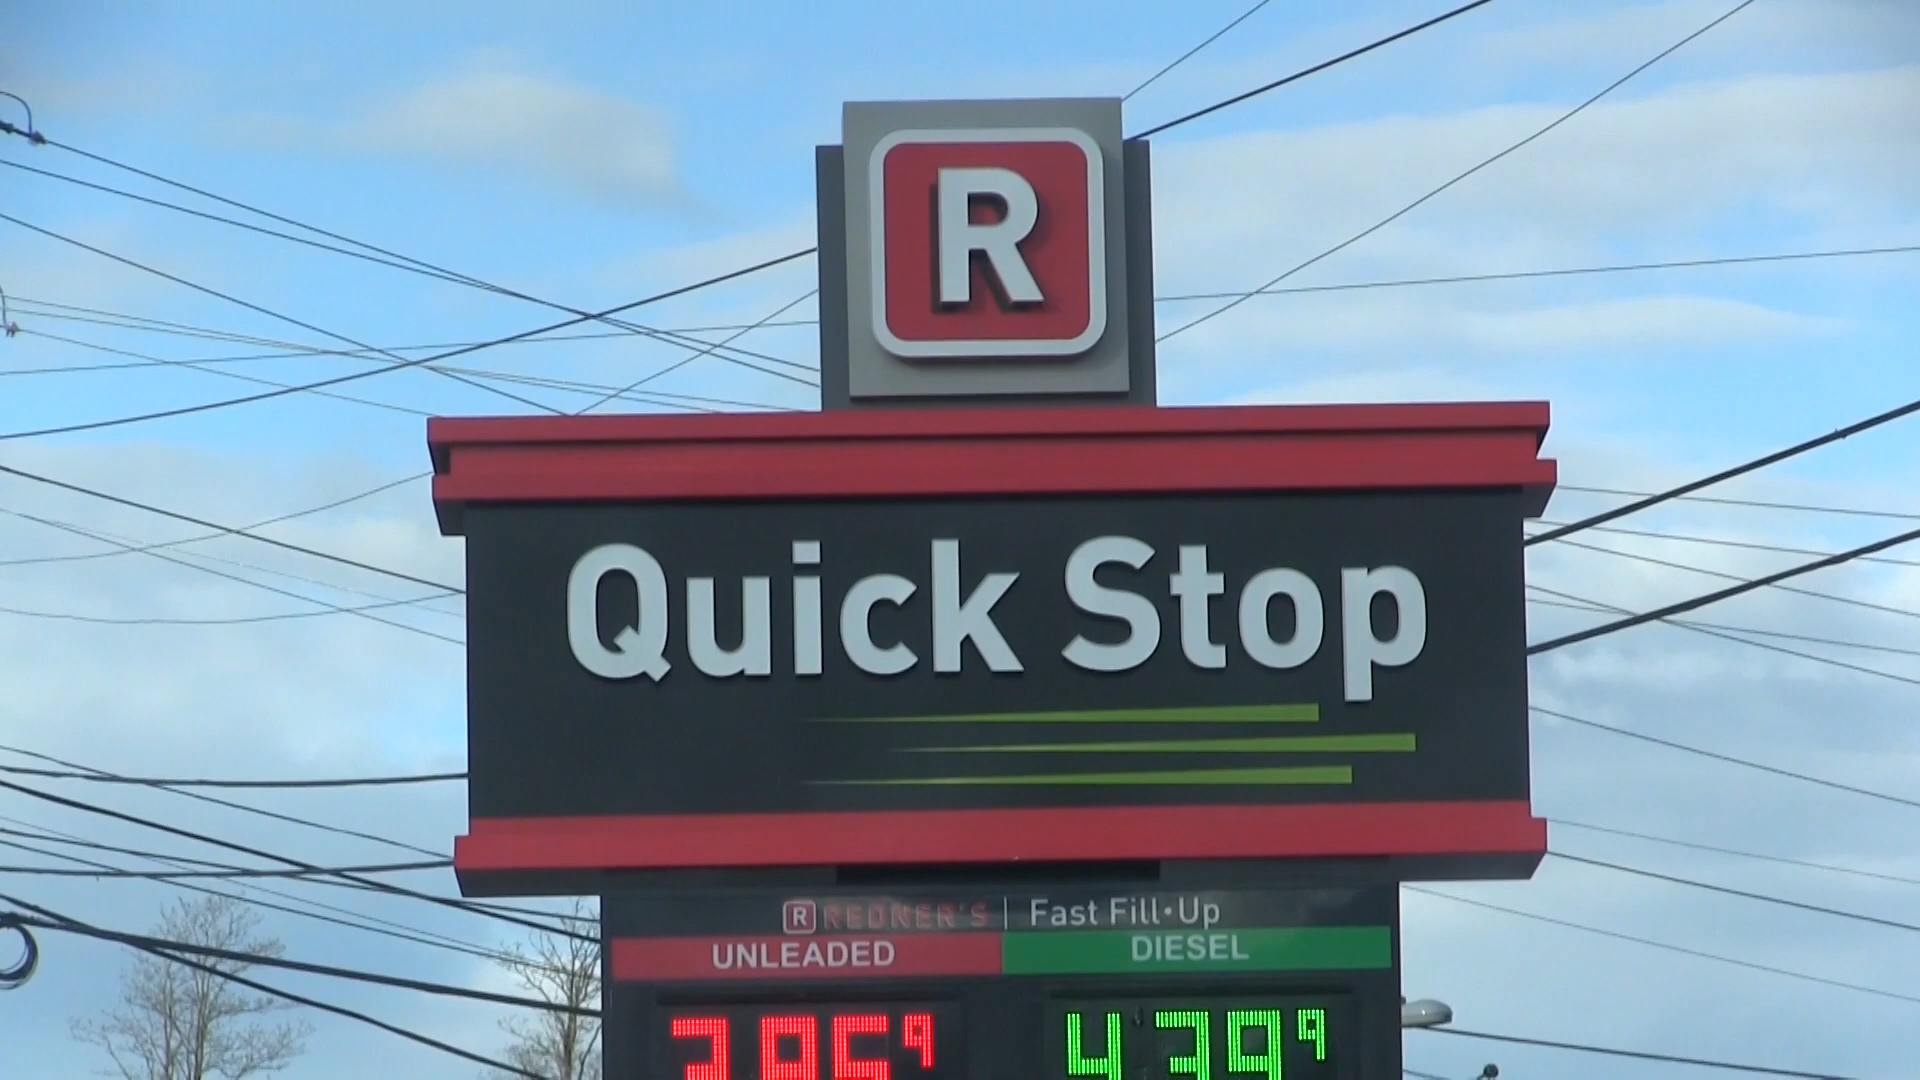 R
Quick Stop
R REDNER'S | Fast Fill·Up
UNLEADED DIESEL
4 39 9